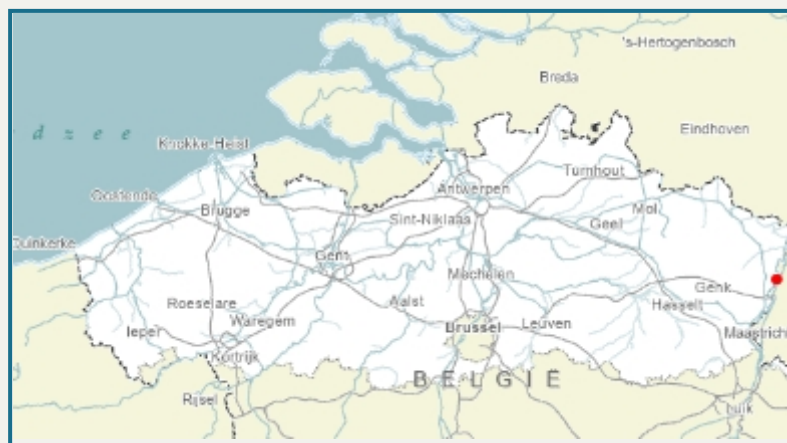 's-Hertogenbosch
Breda
d z e e
Eindhoven
Knokke-Heist
Turnhout
Oostende
Antwerpen
Mol
Brugge
Sint-Niklaas
Geel
Duinkerke
Gent
Mechelen
Genk
Roeselare
Aalst
Hasselt
Ieper
Waregem
Brussel
Leuven
Maastrich
Kortrijk
BELGIË
Rijsel
Luik